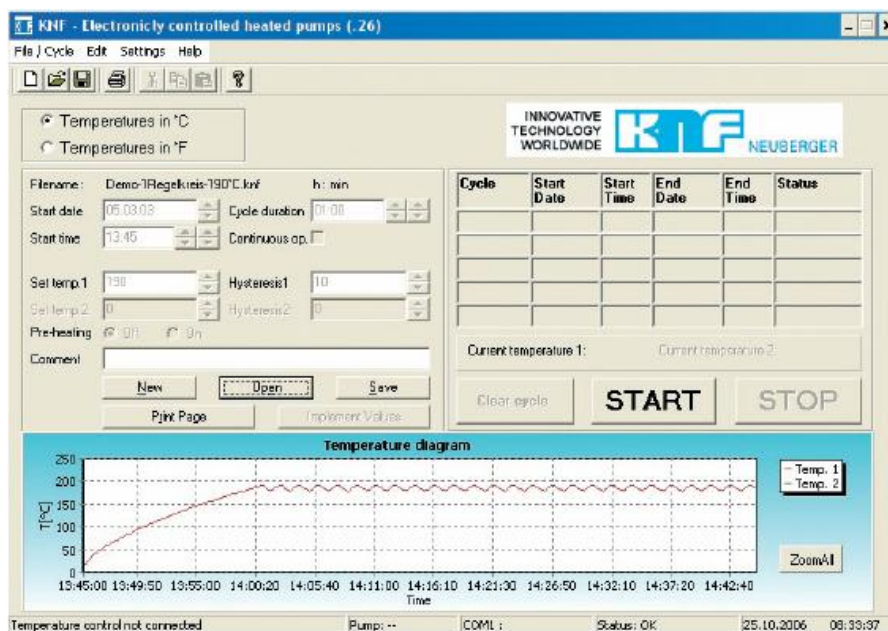 KNF - Electronicly controlled heated pumps (.26)
File / Cycle Edit Settings Help
Temperatures in °C
Temperatures in °F
INNOVATIVE
TECHNOLOGY
WORLDWIDE
KNF
NEUBERGER
Filename: Demo-1Regelkreis-190°C.knf h: min
Start date 05.03.03 Cycle duration 01:00
Start time 13:45 Continuous op.
Set temp.1 190 Hysteresis1 10
Set temp.2 0 Hysteresis2 0
Pre-heating Off On
Comment
New Open Save
Print Page Implement Values
Cycle Start Date Start Time End Date End Time Status
Current temperature 1: Current temperature 2:
Clear cycle START STOP
Temperature diagram
T[°C]
250
200
150
100
50
0
13:45:00 13:49:50 13:55:00 14:00:20 14:05:40 14:11:00 14:16:10 14:21:30 14:26:50 14:32:10 14:37:20 14:42:40
Time
Temp. 1
Temp. 2
ZoomAll
Temperature control not connected Pump: -- COM1 : Status: OK 25.10.2006 08:33:37